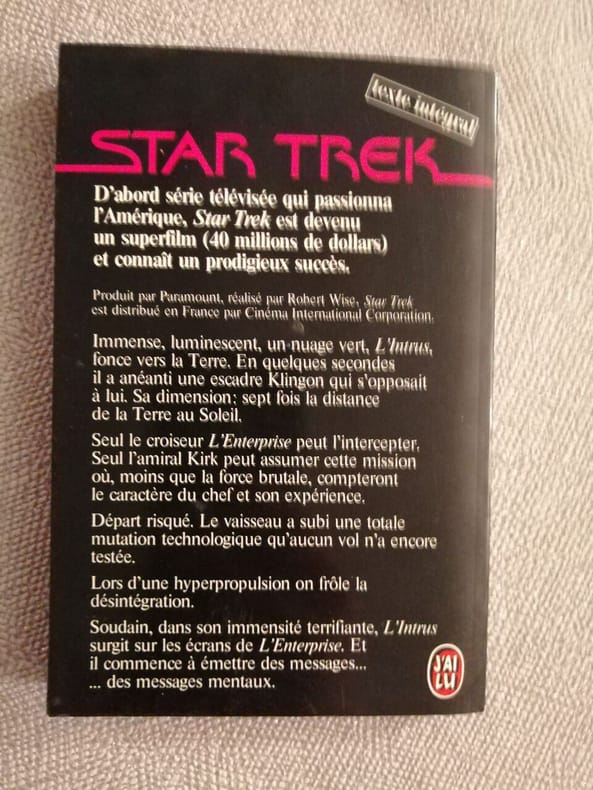 texte intégral
STAR TREK
D'abord série télévisée qui passionna
l'Amérique, Star Trek est devenu
un superfilm (40 millions de dollars)
et connaît un prodigieux succès.
Produit par Paramount, réalisé par Robert Wise, Star Trek
est distribué en France par Cinéma International Corporation.
Immense, luminescent, un nuage vert, L'Intrus,
fonce vers la Terre. En quelques secondes
il a anéanti une escadre Klingon qui s'opposait
à lui. Sa dimension: sept fois la distance
de la Terre au Soleil.
Seul le croiseur L'Enterprise peut l'intercepter.
Seul l'amiral Kirk peut assumer cette mission
où, moins que la force brutale, compteront
le caractère du chef et son expérience.
Départ risqué. Le vaisseau a subi une totale
mutation technologique qu'aucun vol n'a encore
testée.
Lors d'une hyperpropulsion on frôle la
désintégration.
Soudain, dans son immensité terrifiante, L'Intrus
surgit sur les écrans de L'Enterprise. Et
il commence à émettre des messages...
... des messages mentaux.
J'AI
LU